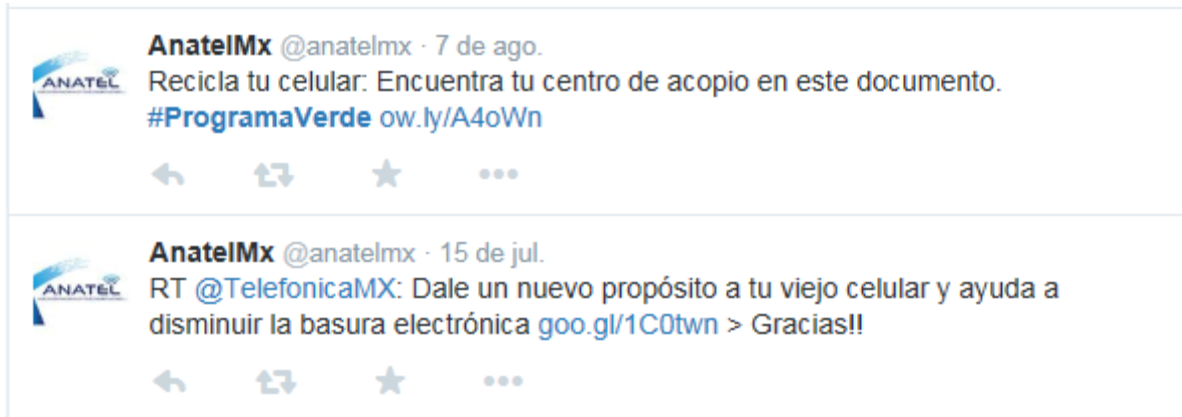 AnatelMx @anatelmx · 7 de ago.
ANATEL
Recicla tu celular: Encuentra tu centro de acopio en este documento.
#ProgramaVerde ow.ly/A4oWn
AnatelMx @anatelmx · 15 de jul.
ANATEL
RT @TelefonicaMX: Dale un nuevo propósito a tu viejo celular y ayuda a
disminuir la basura electrónica goo.gl/1C0twn > Gracias!!